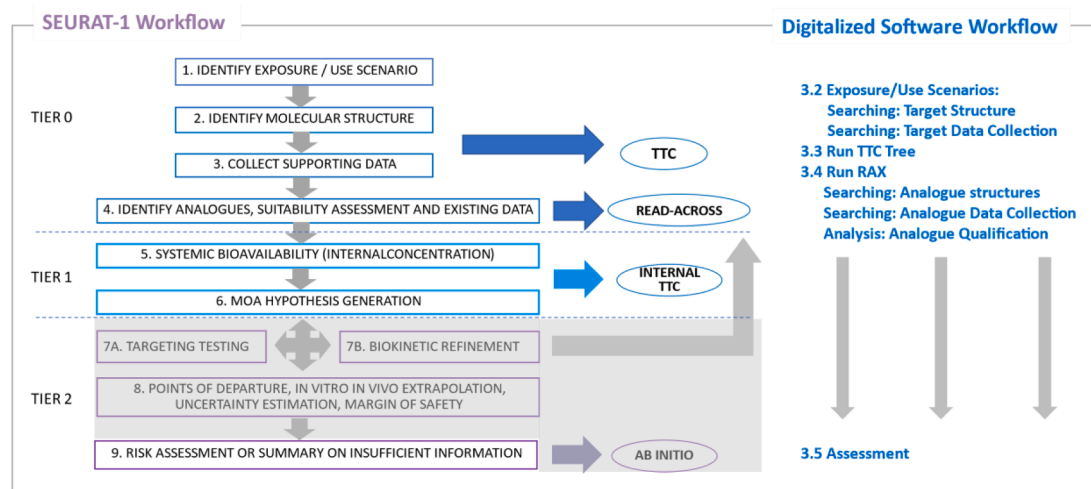 SEURAT-1 Workflow
Digitalized Software Workflow
1. IDENTIFY EXPOSURE / USE SCENARIO
TIER 0
2. IDENTIFY MOLECULAR STRUCTURE
3. COLLECT SUPPORTING DATA
TTC
4. IDENTIFY ANALOGUES, SUITABILITY ASSESSMENT AND EXISTING DATA
READ-ACROSS
5. SYSTEMIC BIOAVAILABILITY (INTERNALCONCENTRATION)
TIER 1
INTERNAL
TTC
6. MOA HYPOTHESIS GENERATION
7A. TARGETING TESTING
7B. BIOKINETIC REFINEMENT
TIER 2
8. POINTS OF DEPARTURE, IN VITRO IN VIVO EXTRAPOLATION,
UNCERTAINTY ESTIMATION, MARGIN OF SAFETY
9. RISK ASSESSMENT OR SUMMARY ON INSUFFICIENT INFORMATION
AB INITIO
3.2 Exposure/Use Scenarios:
Searching: Target Structure
Searching: Target Data Collection
3.3 Run TTC Tree
3.4 Run RAX
Searching: Analogue structures
Searching: Analogue Data Collection
Analysis: Analogue Qualification
3.5 Assessment